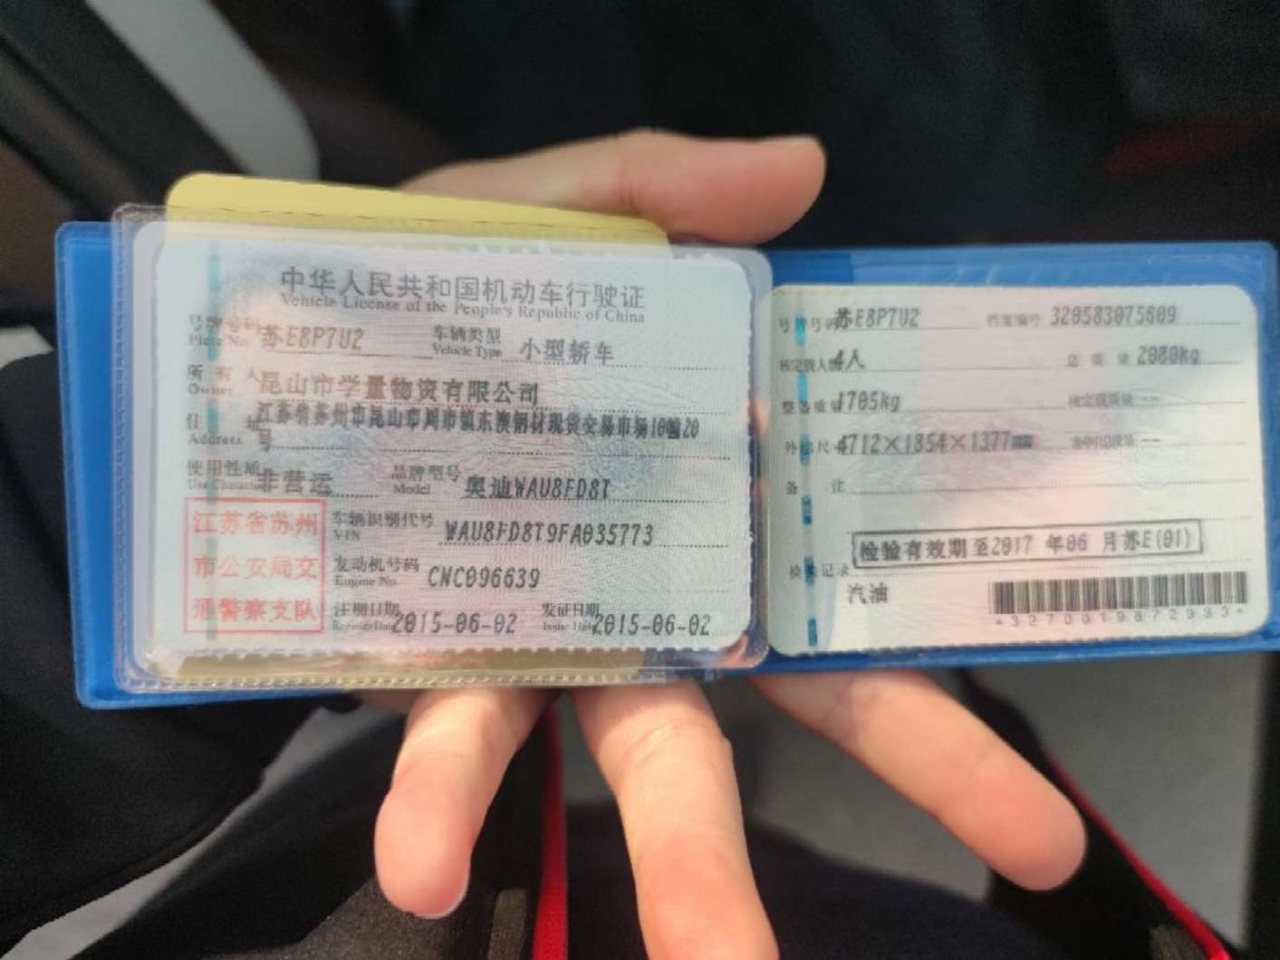 中华人民共和国机动车行驶证
Vehicle License of the People's Republic of China
号牌号码 苏E8P7U2 车辆类型 小型轿车
Plate No. Vehicle Type
所有人 昆山市学量物资有限公司
Owner
住址 江苏省苏州市昆山市周市镇东澳钢材现货交易市场10幢20
Address 号
使用性质 非营运 品牌型号 奥迪WAU8FD8T
Use Character Model
江苏省苏州
市公安局交
通警察支队
车辆识别代号 WAU8FD8T9FA035773
VIN
发动机号码 CNC096639
Engine No.
注册日期 2015-06-02 发证日期 2015-06-02
Register Date Issue Date
号牌号码 苏E8P7U2 档案编号 320583075609
核定载人数 4人 总质量 2080kg
整备质量 1705kg 核定载质量 --
外廓尺寸 4712×1854×1377mm --
备注
检验有效期至2017 年06 月苏E(01)
检验记录
汽油
*3270019872933*